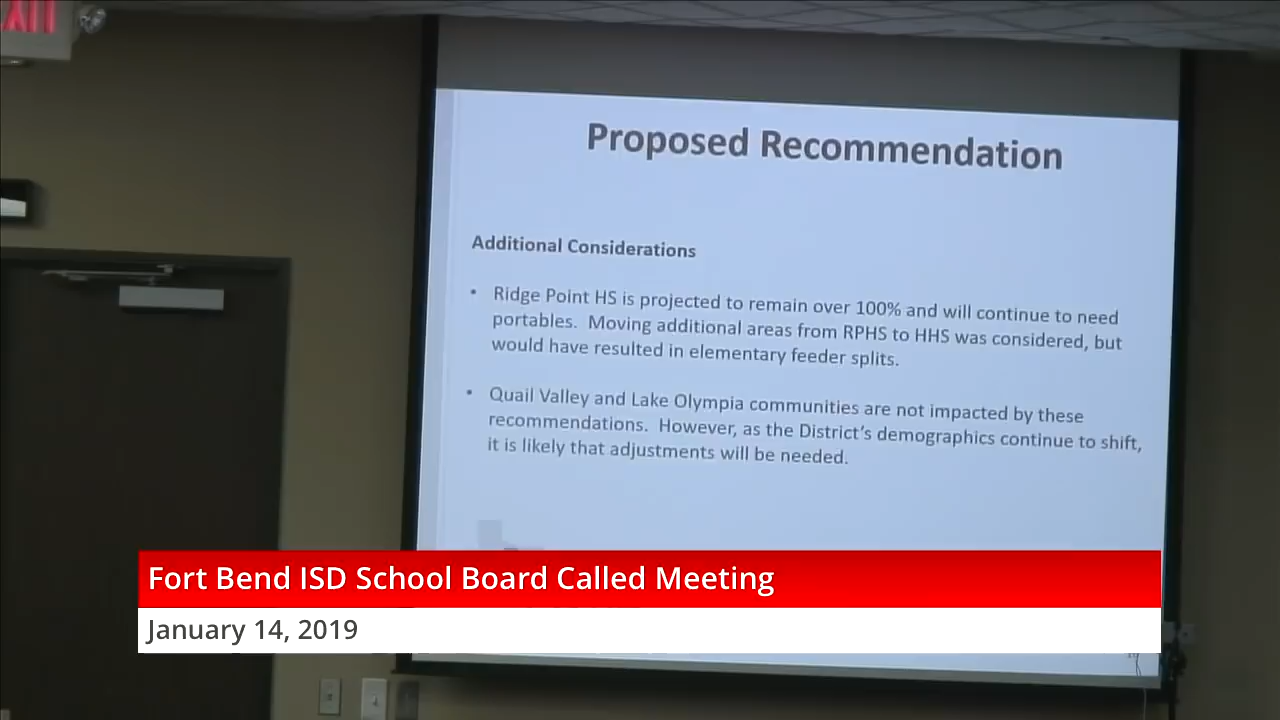 EXIT
Proposed Recommendation
Additional Considerations
• Ridge Point HS is projected to remain over 100% and will continue to need
portables. Moving additional areas from RPHS to HHS was considered, but
would have resulted in elementary feeder splits.
• Quail Valley and Lake Olympia communities are not impacted by these
recommendations. However, as the District's demographics continue to shift,
it is likely that adjustments will be needed.
Fort Bend ISD School Board Called Meeting
January 14, 2019